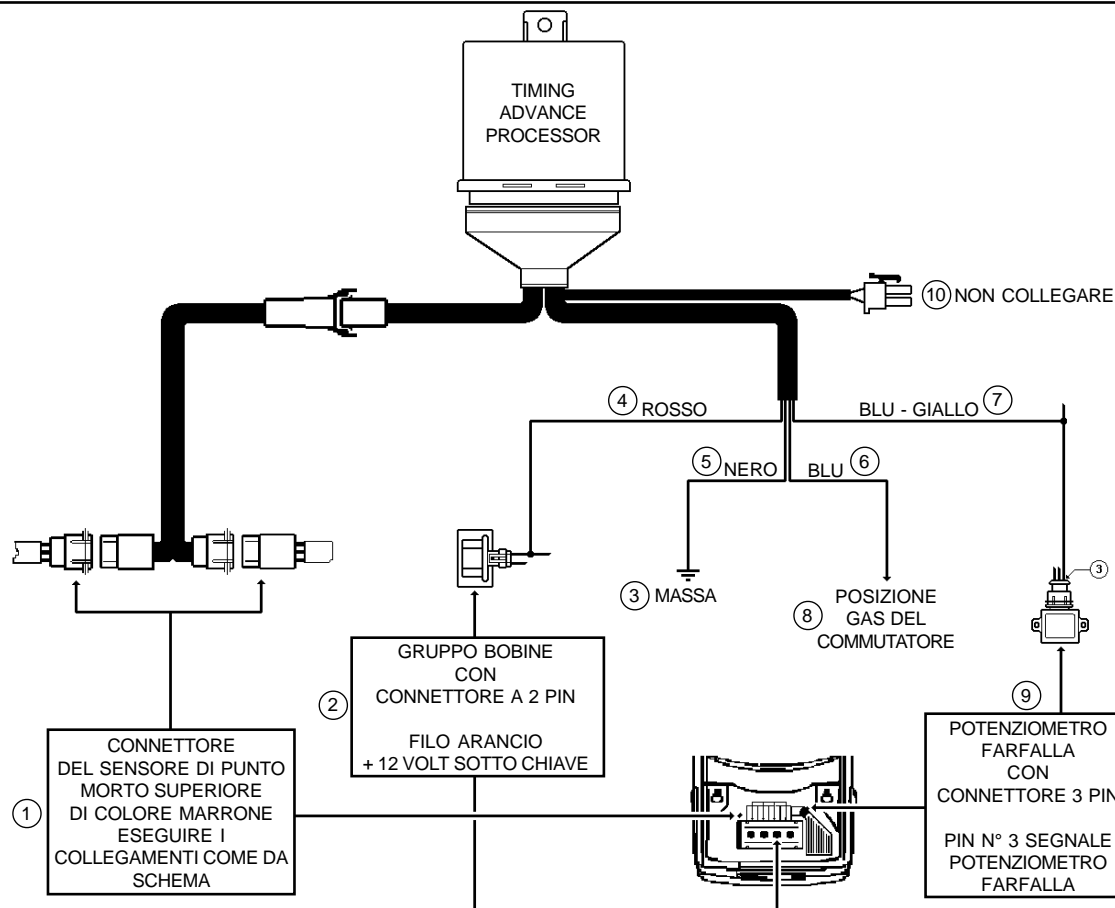 TIMING
ADVANCE
PROCESSOR
10 NON COLLEGARE
4 ROSSO
BLU - GIALLO 7
5 NERO
BLU 6
3
3 MASSA
8 POSIZIONE
GAS DEL
COMMUTATORE
2
GRUPPO BOBINE
CON
CONNETTORE A 2 PIN
FILO ARANCIO
+ 12 VOLT SOTTO CHIAVE
9
POTENZIOMETRO
FARFALLA
CON
CONNETTORE 3 PIN
PIN N° 3 SEGNALE
POTENZIOMETRO
FARFALLA
1
CONNETTORE
DEL SENSORE DI PUNTO
MORTO SUPERIORE
DI COLORE MARRONE
ESEGUIRE I
COLLEGAMENTI COME DA
SCHEMA